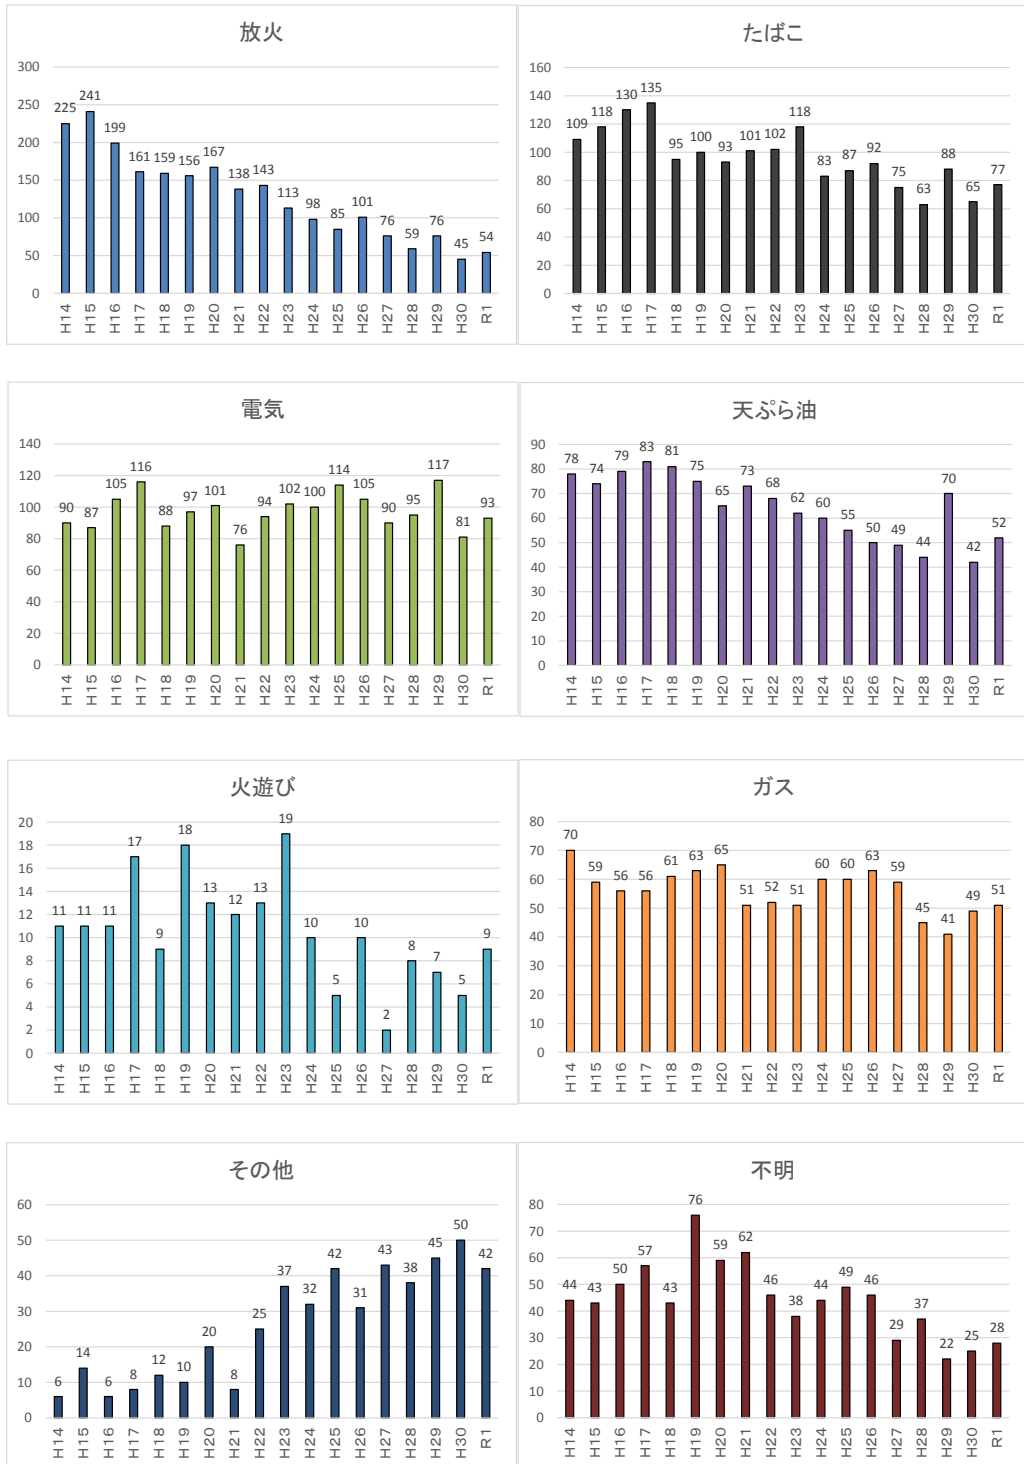 放火
300
250
200
150
100
50
0
225 241 199 161 159 156 167 138 143 113 98 85 101 76 59 76 45 54
H14 H15 H16 H17 H18 H19 H20 H21 H22 H23 H24 H25 H26 H27 H28 H29 H30 R1
たばこ
160
140
120
100
80
60
40
20
0
109 118 130 135 95 100 93 101 102 118 83 87 92 75 63 88 65 77
H14 H15 H16 H17 H18 H19 H20 H21 H22 H23 H24 H25 H26 H27 H28 H29 H30 R1
電気
140
120
100
80
60
40
20
0
90 87 105 116 88 97 101 76 94 102 100 114 105 90 95 117 81 93
H14 H15 H16 H17 H18 H19 H20 H21 H22 H23 H24 H25 H26 H27 H28 H29 H30 R1
天ぷら油
90
80
70
60
50
40
30
20
10
0
78 74 79 83 81 75 65 73 68 62 60 55 50 49 44 70 42 52
H14 H15 H16 H17 H18 H19 H20 H21 H22 H23 H24 H25 H26 H27 H28 H29 H30 R1
火遊び
20
18
16
14
12
10
8
6
4
2
0
11 11 11 17 9 18 13 12 13 19 10 5 10 2 8 7 5 9
H14 H15 H16 H17 H18 H19 H20 H21 H22 H23 H24 H25 H26 H27 H28 H29 H30 R1
ガス
80
70
60
50
40
30
20
10
0
70 59 56 56 61 63 65 51 52 51 60 60 63 59 45 41 49 51
H14 H15 H16 H17 H18 H19 H20 H21 H22 H23 H24 H25 H26 H27 H28 H29 H30 R1
その他
60
50
40
30
20
10
0
6 14 6 8 12 10 20 8 25 37 32 42 31 43 38 45 50 42
H14 H15 H16 H17 H18 H19 H20 H21 H22 H23 H24 H25 H26 H27 H28 H29 H30 R1
不明
80
70
60
50
40
30
20
10
0
44 43 50 57 43 76 59 62 46 38 44 49 46 29 37 22 25 28
H14 H15 H16 H17 H18 H19 H20 H21 H22 H23 H24 H25 H26 H27 H28 H29 H30 R1